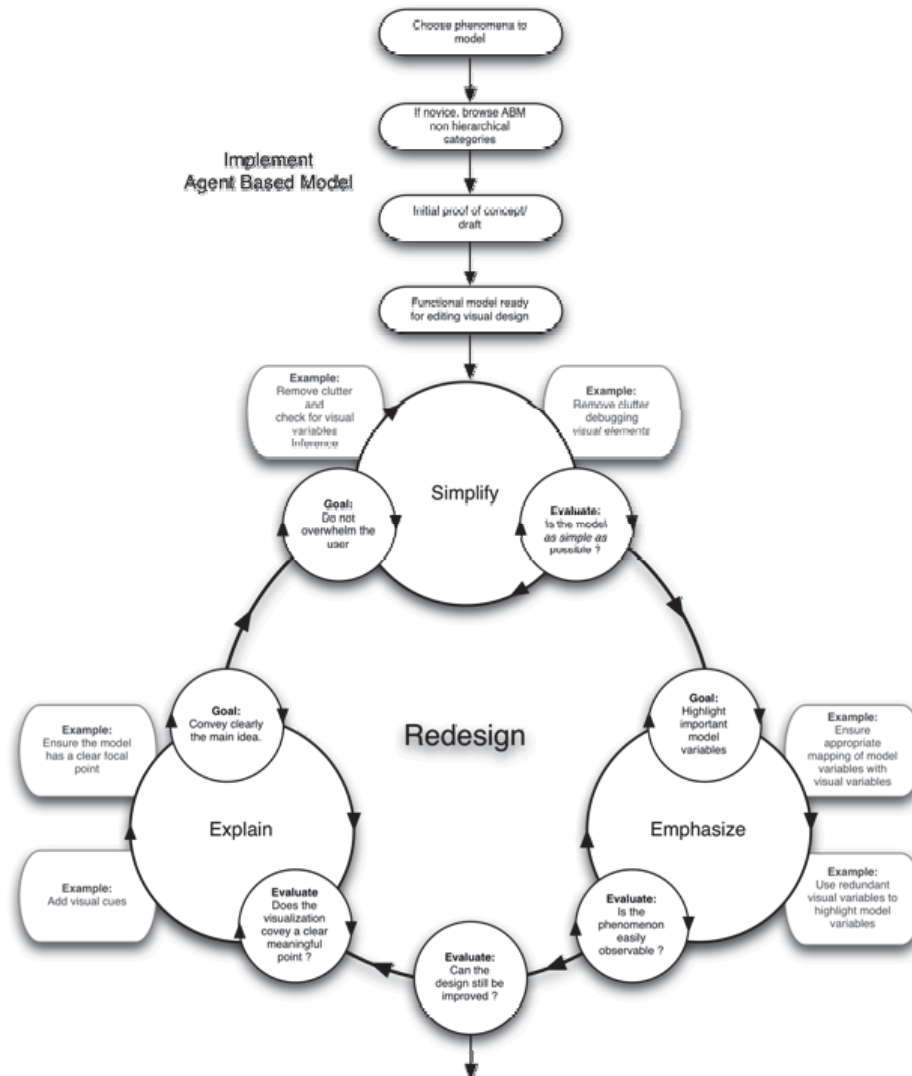 Choose phenomena to
model
If novice, browse ABM
non hierarchical
categories
Implement
Agent Based Model
Initial proof of concept/
draft
Functional model ready
for editing visual design
Example:
Remove clutter
and
check for visual
variables
Inference
Example:
Remove clutter
debugging
visual elements
Simplify
Goal:
Do not
overwhelm the
user
Evaluate:
Is the model
as simple as
possible ?
Goal:
Convey clearly
the main idea.
Goal:
Highlight
important
model
variables
Example:
Ensure the model
has a clear focal
point
Redesign
Example:
Ensure
appropriate
mapping of model
variables with
visual variables
Explain
Emphasize
Example:
Add visual cues
Evaluate
Does the
visualization
covey a clear
meaningful
point ?
Evaluate:
Is the
phenomenon
easily
observable ?
Example:
Use redundant
visual variables to
highlight model
variables
Evaluate:
Can the
design still be
improved ?